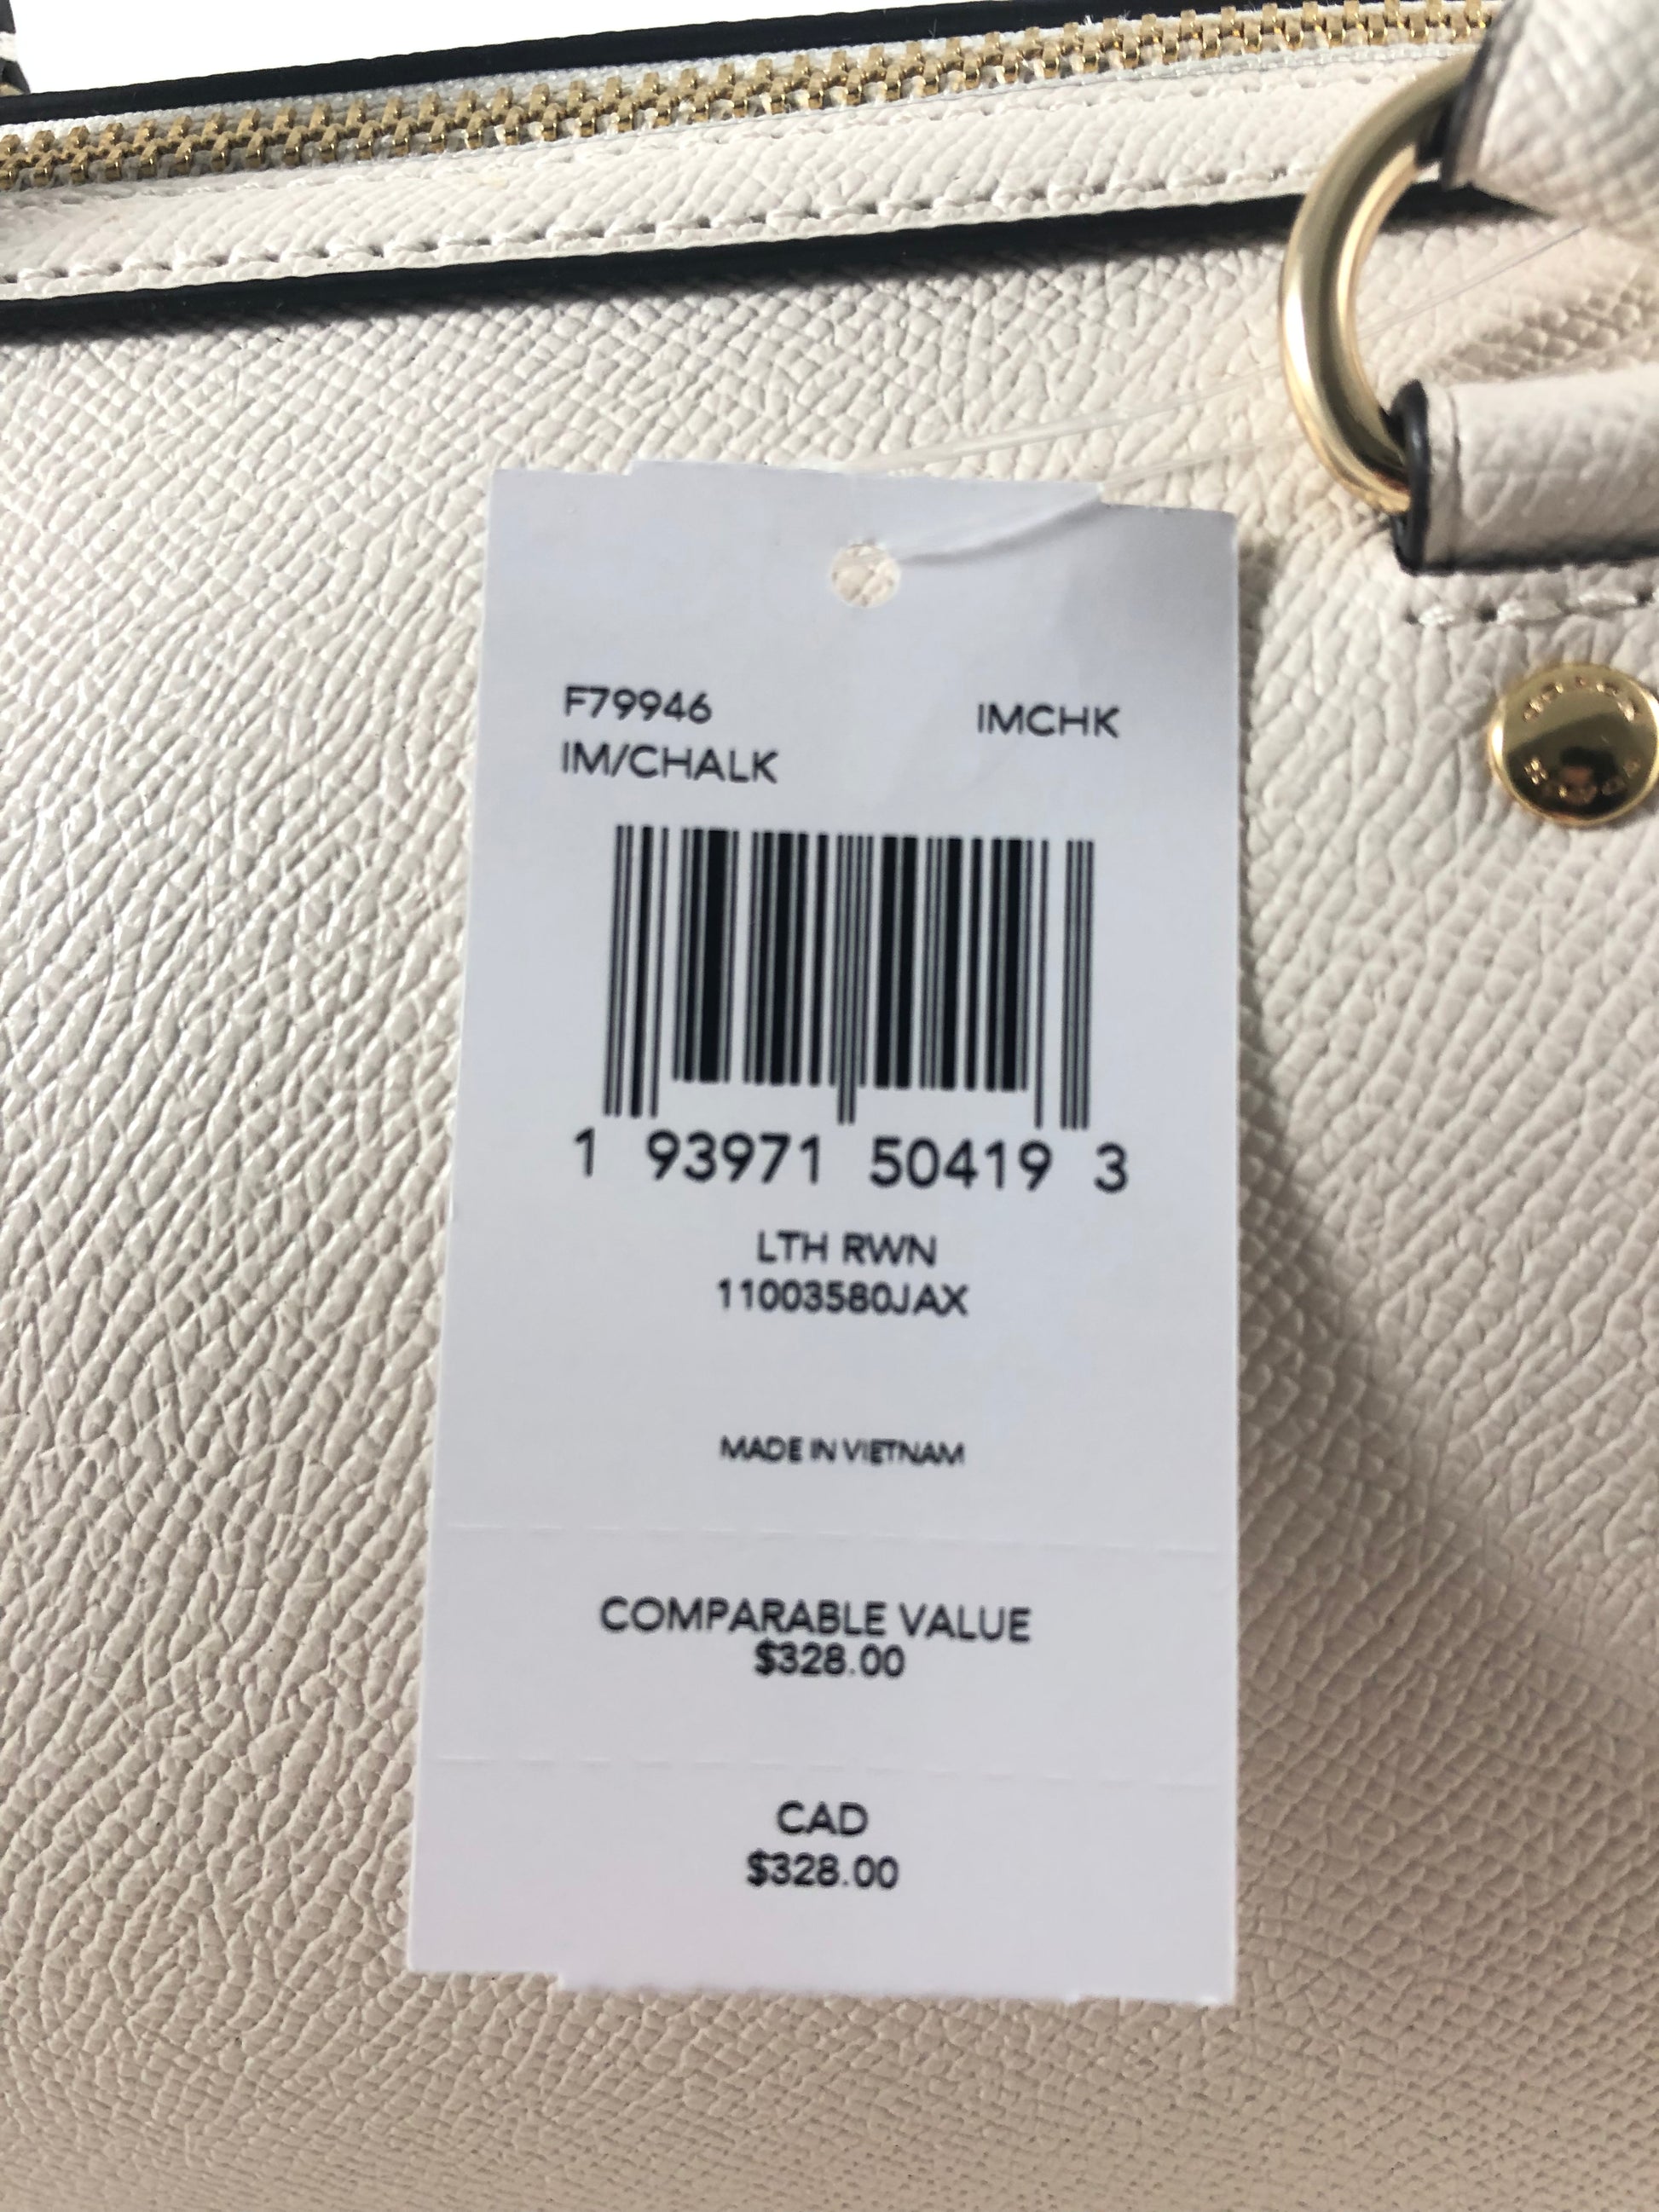 F79946 IMCHK
IM/CHALK
1 93971 50419 3
LTH RWN
11003580JAX
MADE IN VIETNAM
COMPARABLE VALUE
$328.00
CAD
$328.00